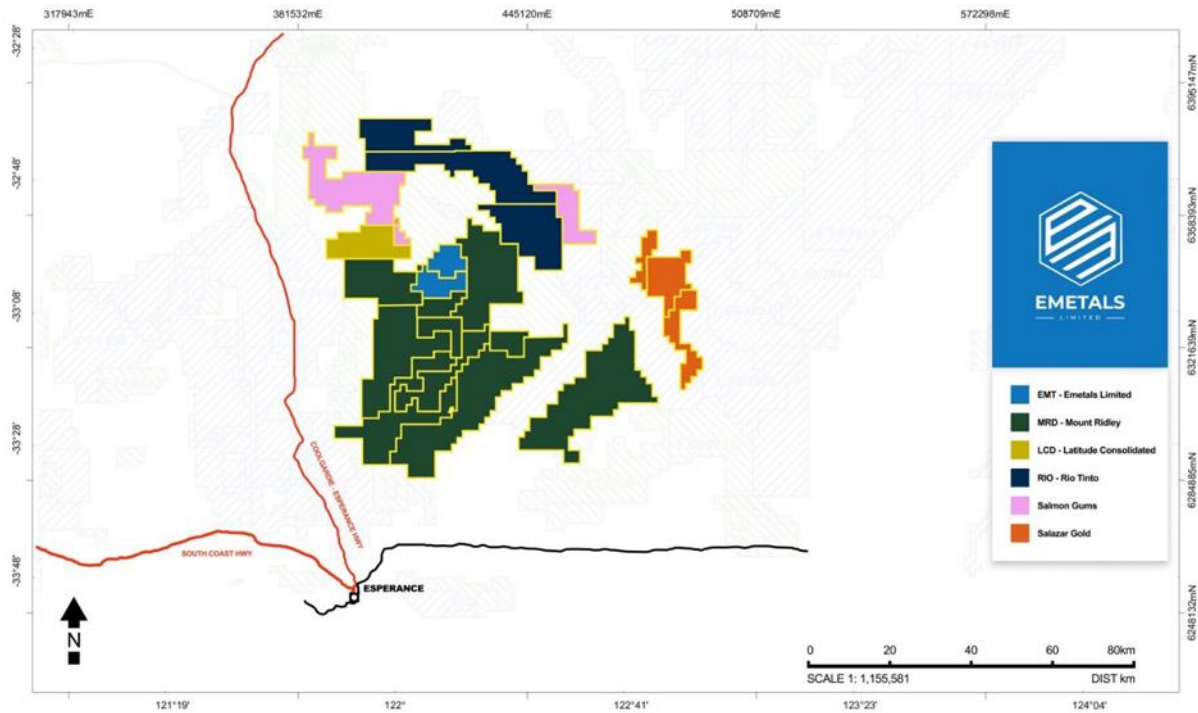 317943mE
381532mE
445120mE
508709mE
572298mE
-32°28'
-32°48'
-33°08'
-33°28'
-33°48'
6395147mN
6358393mN
6321639mN
6284885mN
6248132mN
EMETALS
LIMITED
EMT - Emetals Limited
MRD - Mount Ridley
LCD - Latitude Consolidated
RIO - Rio Tinto
Salmon Gums
Salazar Gold
COOLGARDIE - ESPERANCE HWY
SOUTH COAST HWY
ESPERANCE
N
0 20 40 60 80km
SCALE 1: 1,155,581 DIST km
121°19'
122°
122°41'
123°23'
124°04'